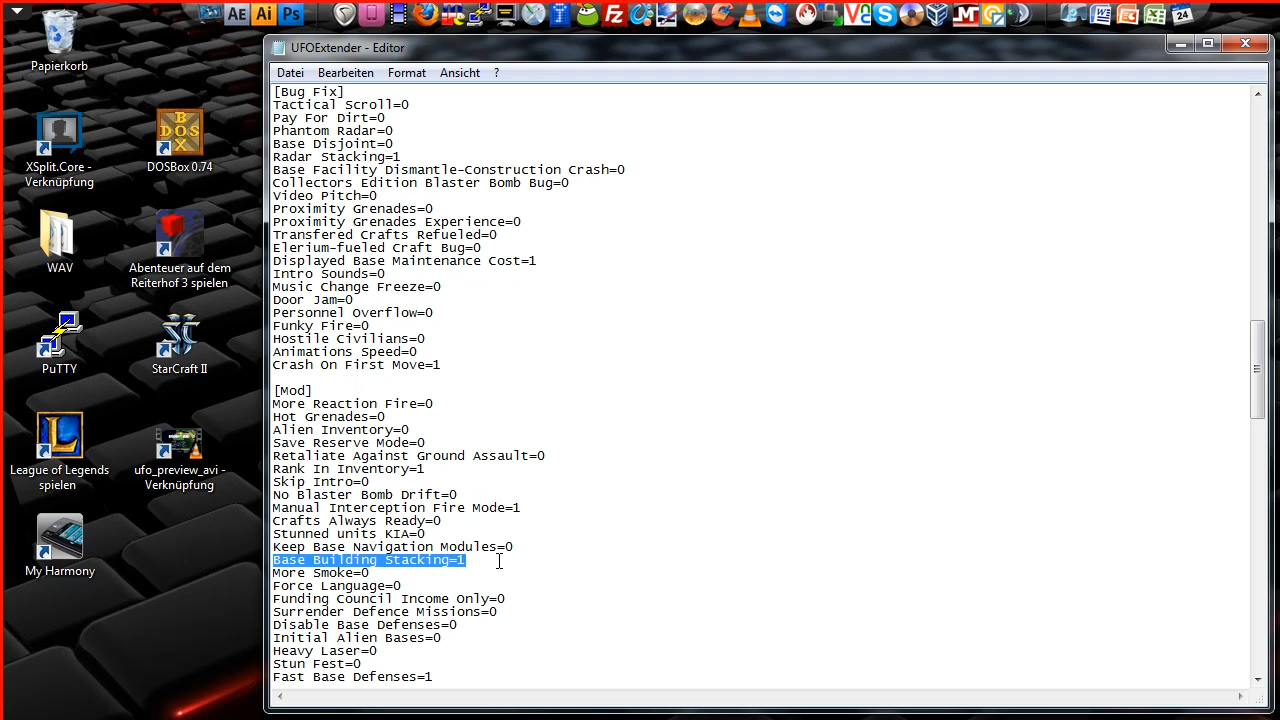 AE
Ai
Ps
24
Papierkorb
XSplit.Core -
Verknüpfung
BOX
DOS
DOSBox 0.74
WAV
Abenteuer auf dem
Reiterhof 3 spielen
PuTTY
StarCraft II
League of Legends
spielen
ufo_preview_avi -
Verknüpfung
My Harmony
UFOExtender - Editor
Datei Bearbeiten Format Ansicht ?
[Bug Fix]
Tactical Scroll=0
Pay For Dirt=0
Phantom Radar=0
Base Disjoint=0
Radar Stacking=1
Base Facility Dismantle-Construction Crash=0
Collectors Edition Blaster Bomb Bug=0
Video Pitch=0
Proximity Grenades=0
Proximity Grenades Experience=0
Transfered Crafts Refueled=0
Elerium-fueled Craft Bug=0
Displayed Base Maintenance Cost=1
Intro Sounds=0
Music Change Freeze=0
Door Jam=0
Personnel Overflow=0
Funky Fire=0
Hostile Civilians=0
Animations Speed=0
Crash On First Move=1
[Mod]
More Reaction Fire=0
Hot Grenades=0
Alien Inventory=0
Save Reserve Mode=0
Retaliate Against Ground Assault=0
Rank In Inventory=1
Skip Intro=0
No Blaster Bomb Drift=0
Manual Interception Fire Mode=1
Crafts Always Ready=0
Stunned units KIA=0
Keep Base Navigation Modules=0
Base Building Stacking=1
More Smoke=0
Force Language=0
Funding Council Income Only=0
Surrender Defence Missions=0
Disable Base Defenses=0
Initial Alien Bases=0
Heavy Laser=0
Stun Fest=0
Fast Base Defenses=1